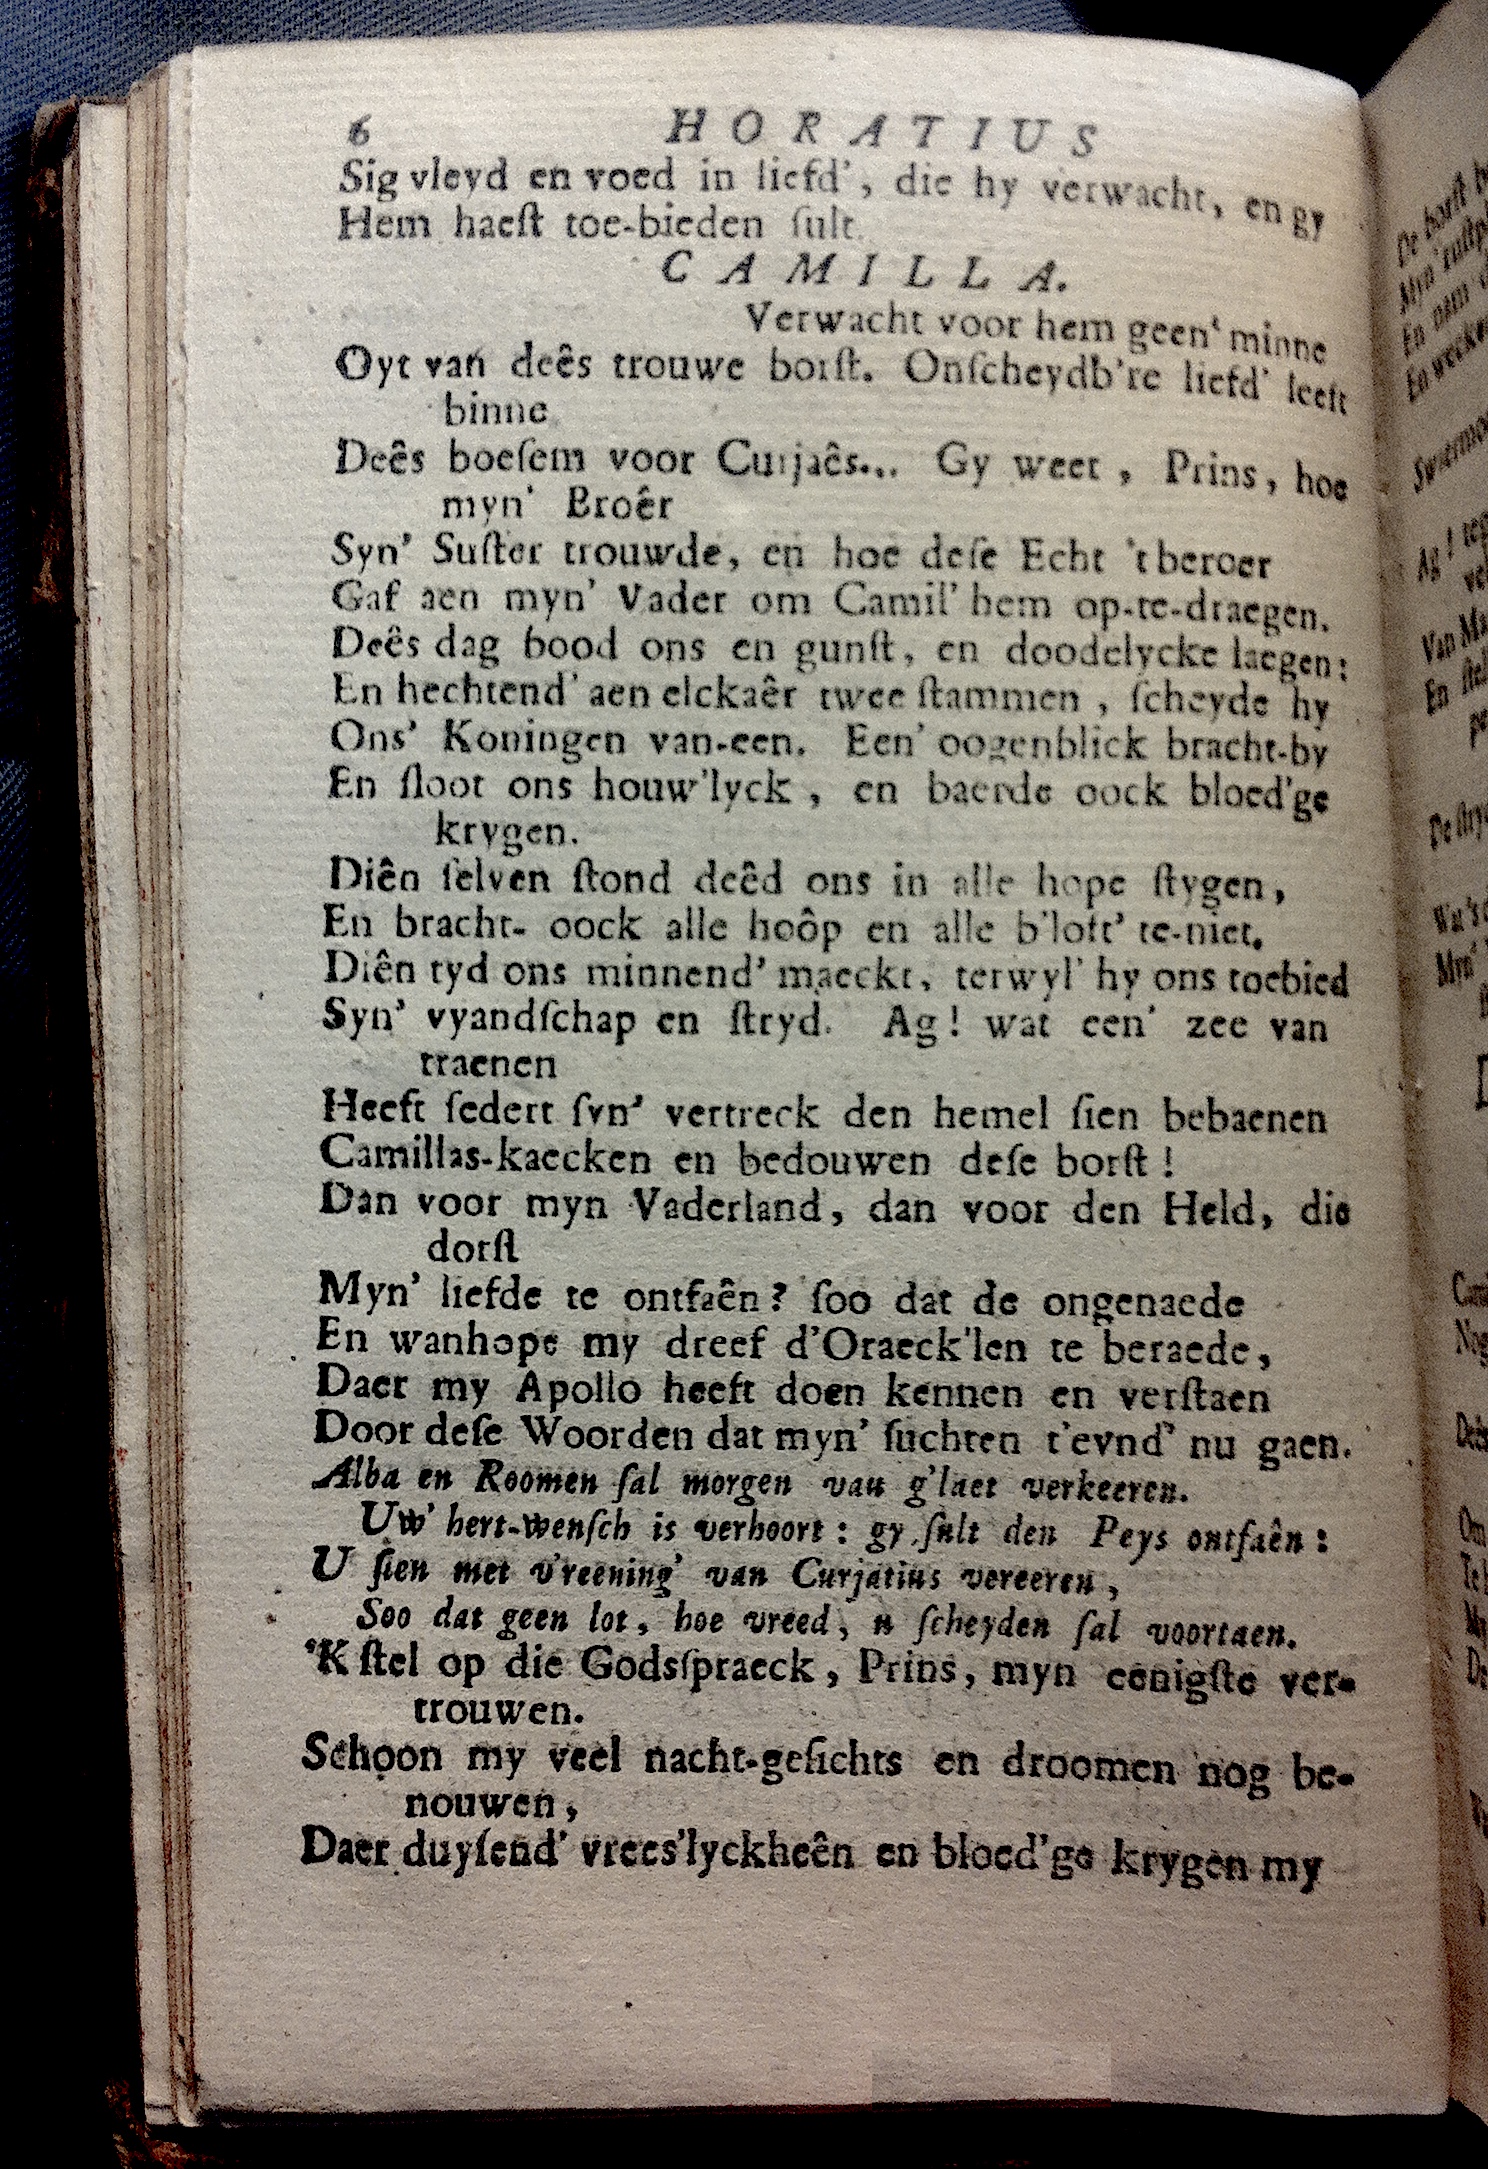 6 HORATIUS
Sig vleyd en voed in liefd', die hy verwacht, en gy
Hem haeſt toe-bieden ſult.
CAMILLA.
Verwacht voor hem geen' minne
Oyt van deês trouwe borſt. Onſcheydb're liefd' leeft
binne
Deês boeſem voor Curjaês... Gy weet, Prins, hoe
myn' Broêr
Syn' Suſter trouwde, en hoe deſe Echt 't beroer
Gaf aen myn' Vader om Camil' hem op-te-draegen.
Deês dag bood ons en gunſt, en doodelycke laegen:
En hechtend' aen elckaêr twee ſtammen, ſcheyde hy
Ons' Koningen van-een. Een' oogenblick bracht-by
En ſloot ons houw'lyck, en baerde oock bloed'ge
krygen.
Diên ſelven ſtond deêd ons in alle hope ſtygen,
En bracht- oock alle hoôp en alle b'loft' te-niet.
Diên tyd ons minnend' maeckt, terwyl' hy ons toebied
Syn' vyandſchap en ſtryd. Ag! wat een' zee van
traenen
Heeft ſedert ſyn' vertreck den hemel ſien bebaenen
Camillas-kaecken en bedouwen deſe borſt!
Dan voor myn Vaderland, dan voor den Held, die
dorſt
Myn' liefde te ontfaên? ſoo dat de ongenaede
En wanhope my dreef d'Oraeck'len te beraede,
Daer my Apollo heeft doen kennen en verſtaen
Door deſe Woorden dat myn' ſuchten t'eynd' nu gaen.
Alba en Roomen ſal morgen van g'laet verkeeren.
Uw' hert-wenſch is verhoort: gy ſult den Peys ontfaên:
U ſien met v'reening' van Curjatius vereeren,
Soo dat geen lot, hoe vreed, u ſcheyden ſal voortaen.
'K ſtel op die Godsſpraeck, Prins, myn eenigſte ver-
trouwen.
Schoon my veel nacht-geſichts en droomen nog be-
nouwen,
Daer duyſend' vrees'lyckheên en bloed'ge krygen my